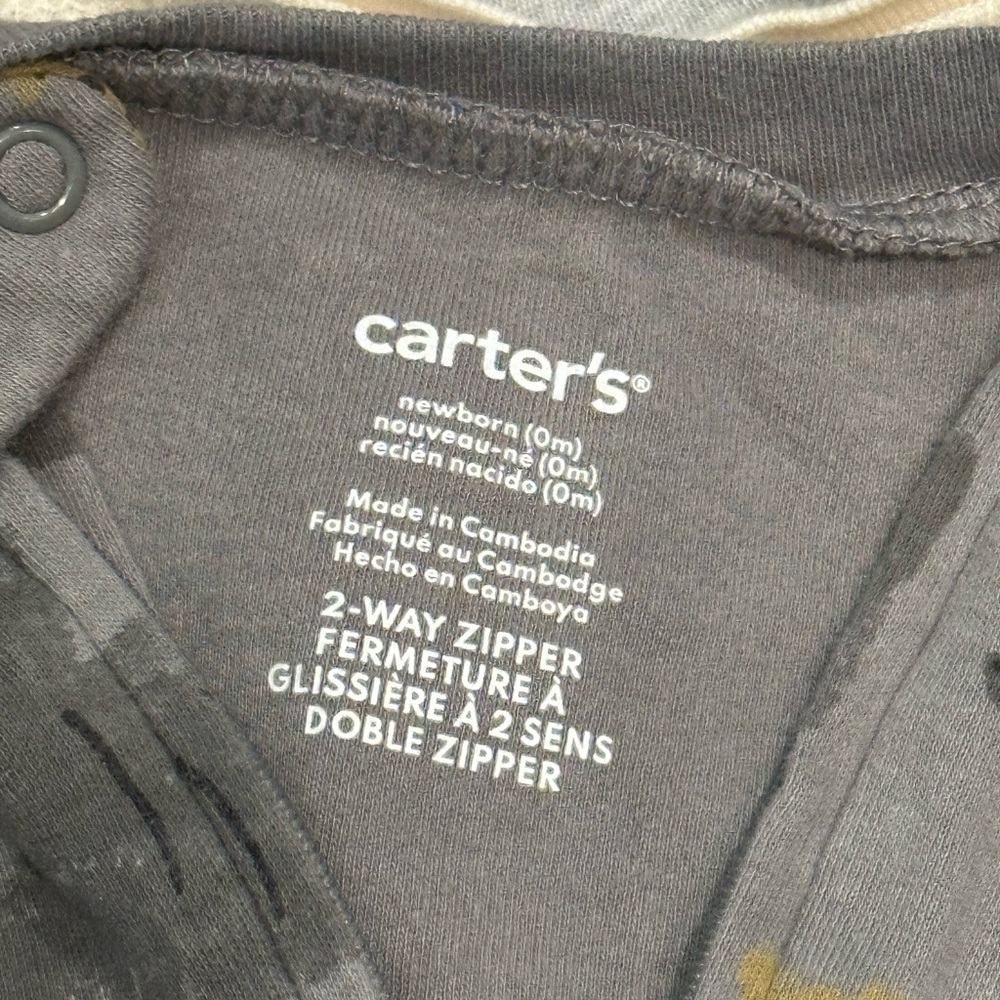 carter's®
newborn (0m)
nouveau-né (0m)
recién nacido (0m)
Made in Cambodia
Fabriqué au Cambodge
Hecho en Camboya
2-WAY ZIPPER
FERMETURE À
GLISSIÈRE À 2 SENS
DOBLE ZIPPER